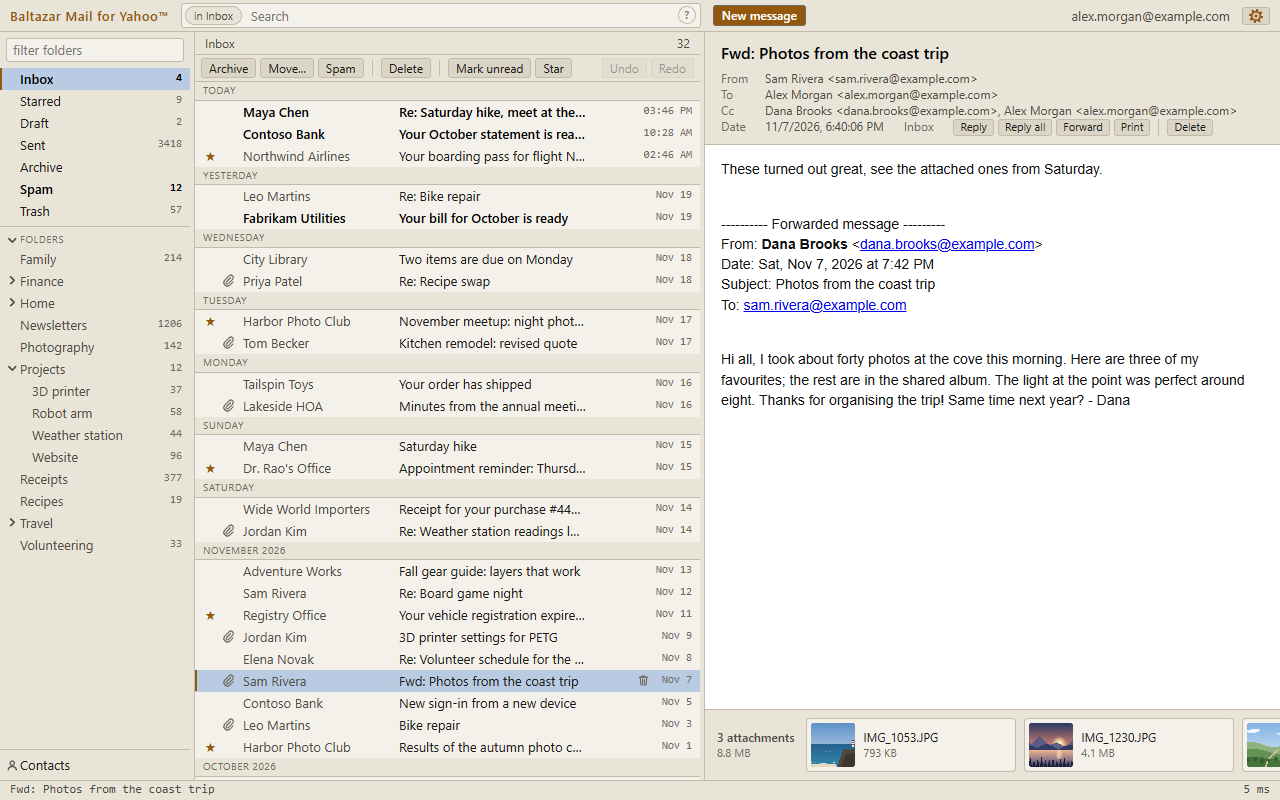 Baltazar Mail for Yahoo™
in Inbox Search ?
New message
alex.morgan@example.com
filter folders
Inbox 4
Starred 9
Draft 2
Sent 3418
Archive
Spam 12
Trash 57
FOLDERS
Family 214
Finance
Home
Newsletters 1206
Photography 142
Projects 12
3D printer 37
Robot arm 58
Weather station 44
Website 96
Receipts 377
Recipes 19
Travel
Volunteering 33
Contacts
Inbox 32
Archive Move... Spam Delete Mark unread Star Undo Redo
TODAY
Maya Chen Re: Saturday hike, meet at the... 03:46 PM
Contoso Bank Your October statement is rea... 10:28 AM
★ Northwind Airlines Your boarding pass for flight N... 02:46 AM
YESTERDAY
Leo Martins Re: Bike repair Nov 19
Fabrikam Utilities Your bill for October is ready Nov 19
WEDNESDAY
City Library Two items are due on Monday Nov 18
Priya Patel Re: Recipe swap Nov 18
TUESDAY
★ Harbor Photo Club November meetup: night phot... Nov 17
Tom Becker Kitchen remodel: revised quote Nov 17
MONDAY
Tailspin Toys Your order has shipped Nov 16
Lakeside HOA Minutes from the annual meeti... Nov 16
SUNDAY
Maya Chen Saturday hike Nov 15
★ Dr. Rao's Office Appointment reminder: Thursd... Nov 15
SATURDAY
Wide World Importers Receipt for your purchase #44... Nov 14
Jordan Kim Re: Weather station readings l... Nov 14
NOVEMBER 2026
Adventure Works Fall gear guide: layers that work Nov 13
Sam Rivera Re: Board game night Nov 12
★ Registry Office Your vehicle registration expire... Nov 11
Jordan Kim 3D printer settings for PETG Nov 9
Elena Novak Re: Volunteer schedule for the ... Nov 8
Sam Rivera Fwd: Photos from the coast trip Nov 7
Contoso Bank New sign-in from a new device Nov 5
Leo Martins Bike repair Nov 3
★ Harbor Photo Club Results of the autumn photo c... Nov 1
OCTOBER 2026
Fwd: Photos from the coast trip
From Sam Rivera <sam.rivera@example.com>
To Alex Morgan <alex.morgan@example.com>
Cc Dana Brooks <dana.brooks@example.com>, Alex Morgan <alex.morgan@example.com>
Date 11/7/2026, 6:40:06 PM Inbox Reply Reply all Forward Print Delete
These turned out great, see the attached ones from Saturday.
---------- Forwarded message ---------
From: Dana Brooks <dana.brooks@example.com>
Date: Sat, Nov 7, 2026 at 7:42 PM
Subject: Photos from the coast trip
To: sam.rivera@example.com
Hi all, I took about forty photos at the cove this morning. Here are three of my
favourites; the rest are in the shared album. The light at the point was perfect around
eight. Thanks for organising the trip! Same time next year? - Dana
3 attachments
8.8 MB
IMG_1053.JPG
793 KB
IMG_1230.JPG
4.1 MB
Fwd: Photos from the coast trip 5 ms